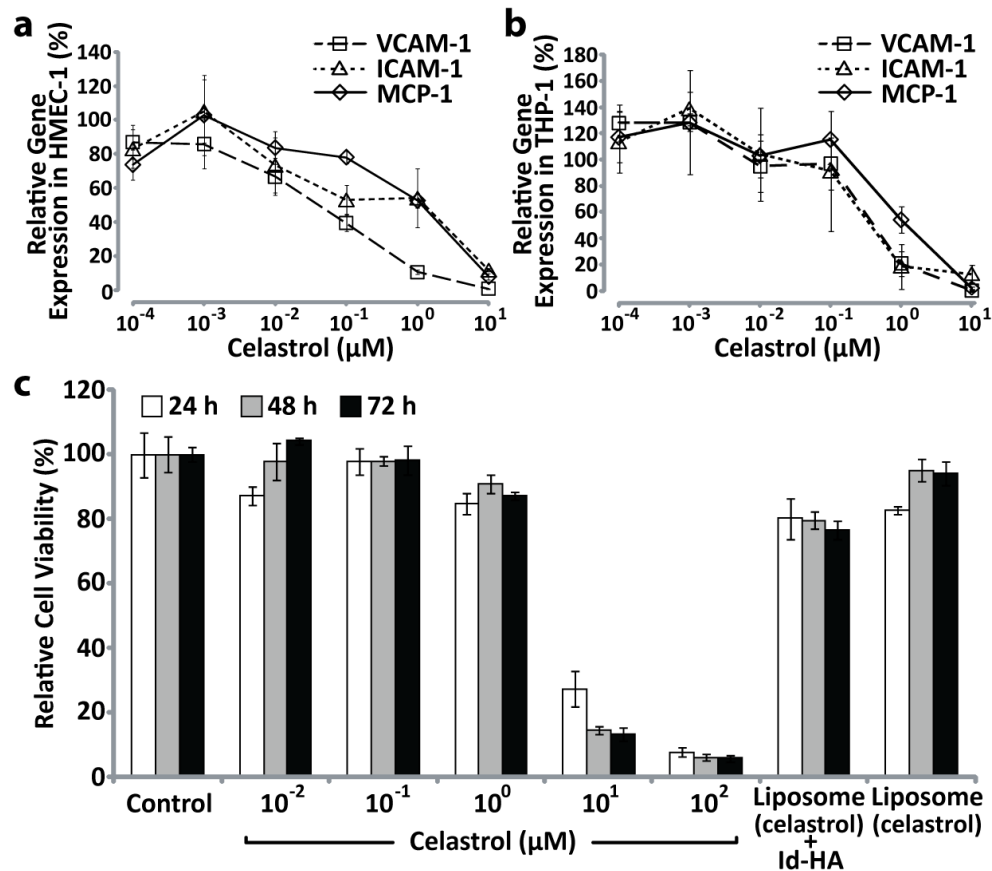 a
Relative Gene
Expression in HMEC-1 (%)
VCAM-1
ICAM-1
MCP-1
140
120
100
80
60
40
20
0
10⁻⁴ 10⁻³ 10⁻² 10⁻¹ 10⁰ 10¹
Celastrol (μM)
b
Relative Gene
Expression in THP-1 (%)
VCAM-1
ICAM-1
MCP-1
180
160
140
120
100
80
60
40
20
0
10⁻⁴ 10⁻³ 10⁻² 10⁻¹ 10⁰ 10¹
Celastrol (μM)
c
Relative Cell Viability (%)
24 h 48 h 72 h
120
100
80
60
40
20
0
Control 10⁻² 10⁻¹ 10⁰ 10¹ 10² Liposome Liposome
(celastrol) (celastrol)
Celastrol (μM) +
Id-HA